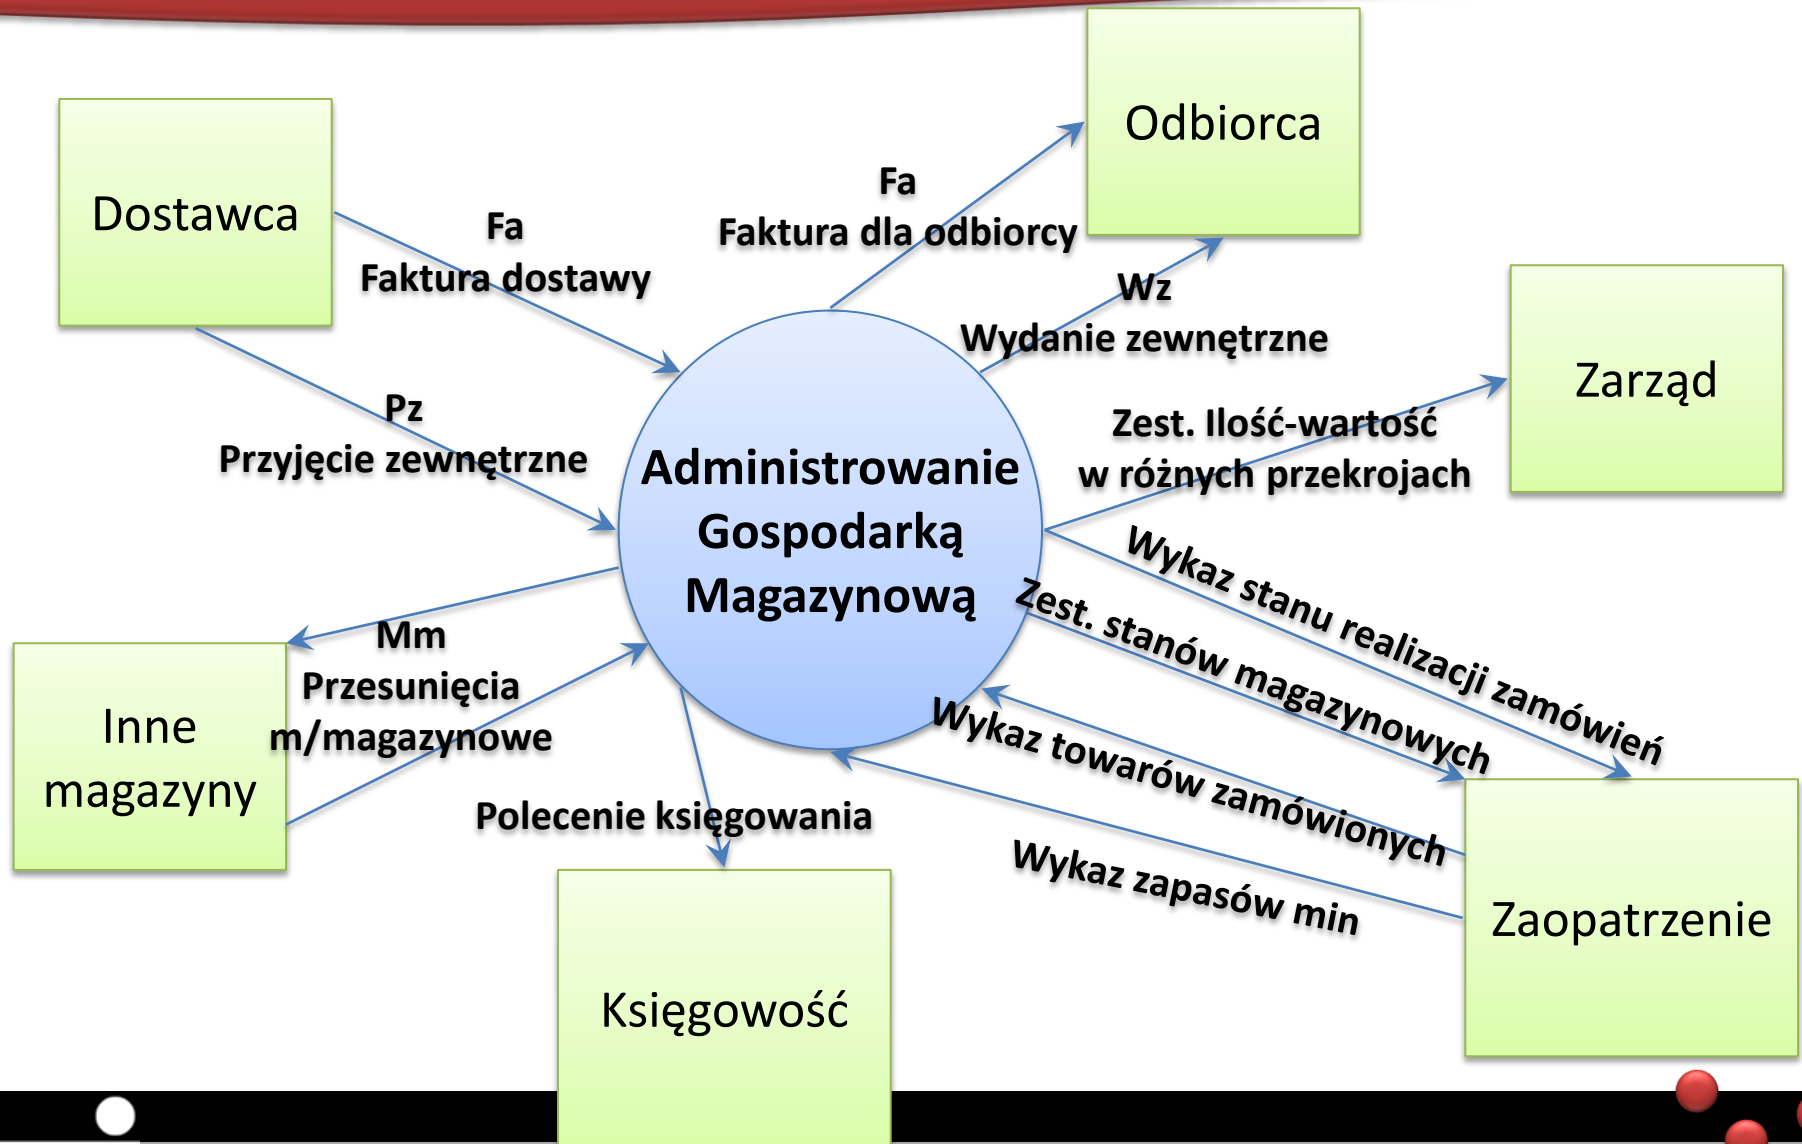 Odbiorca
Dostawca
Fa
Faktura dla odbiorcy
Fa
Faktura dostawy
Wz
Wydanie zewnętrzne
Zarząd
Pz
Przyjęcie zewnętrzne
Zest. Ilość-wartość
w różnych przekrojach
Administrowanie
Gospodarką
Magazynową
Wykaz stanu realizacji zamówień
Zest. stanów magazynowych
Wykaz towarów zamówionych
Wykaz zapasów min
Mm
Przesunięcia
m/magazynowe
Inne
magazyny
Polecenie księgowania
Zaopatrzenie
Księgowość